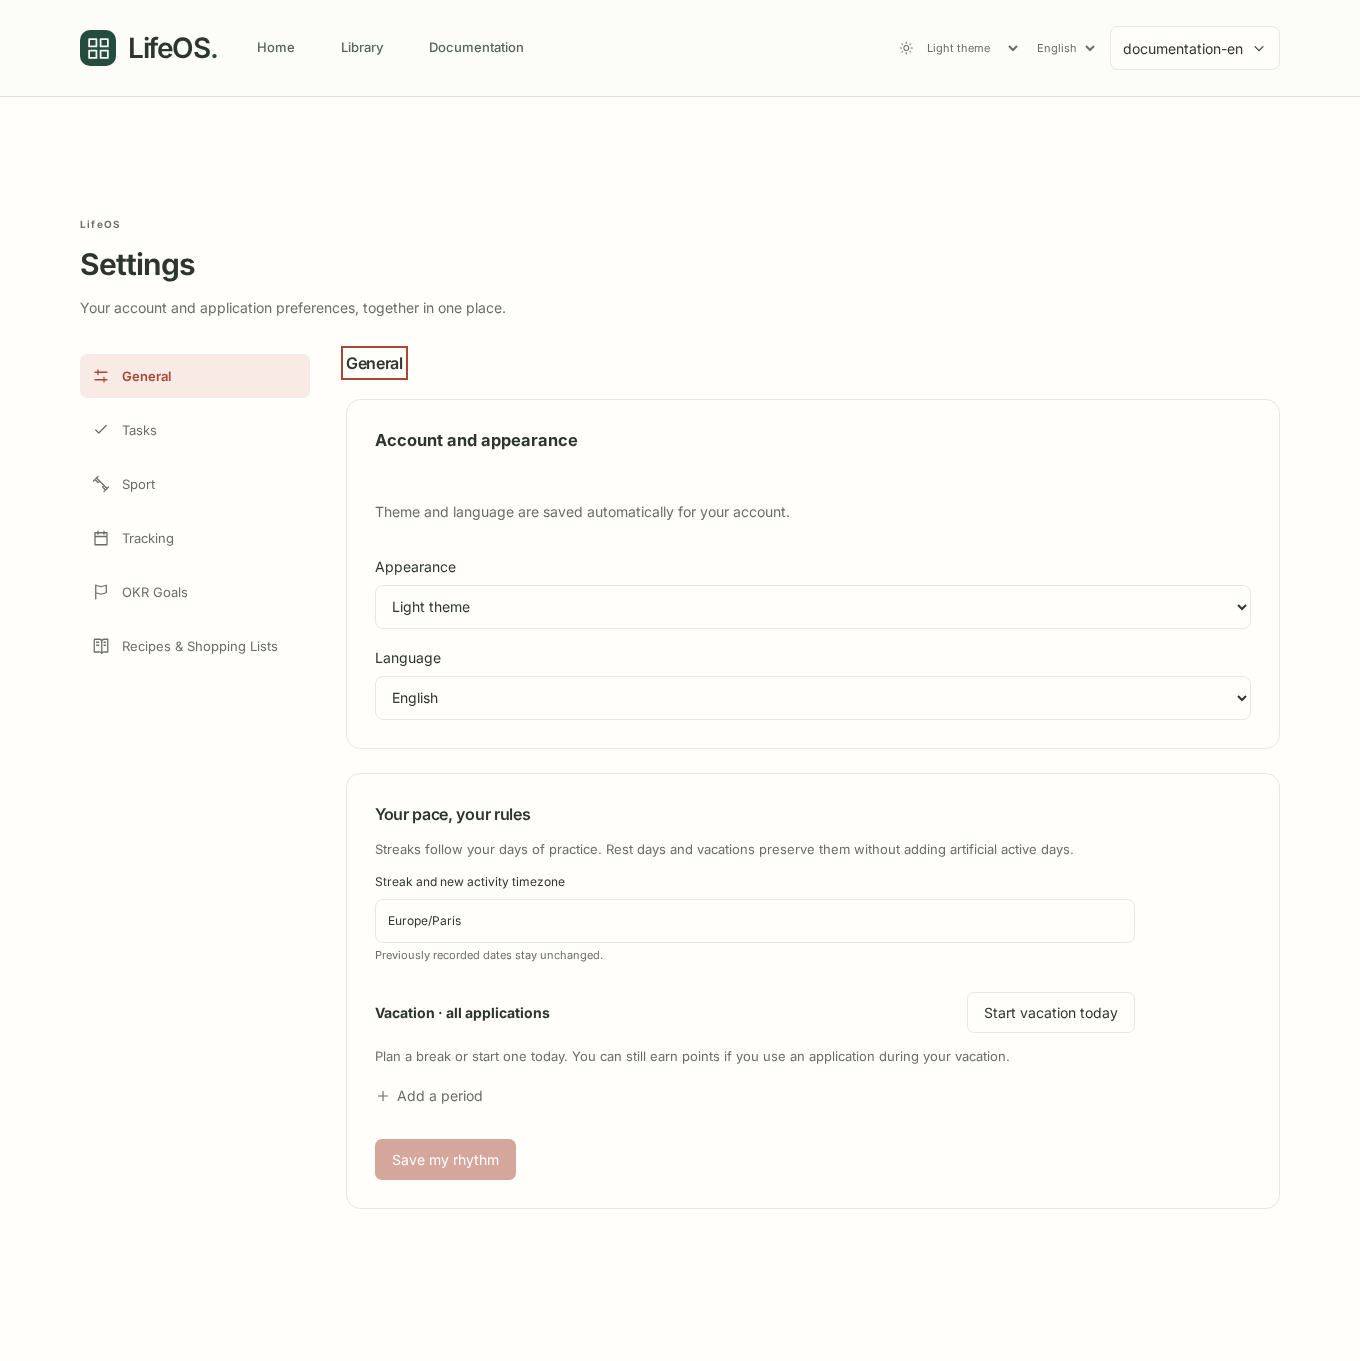 LifeOS.
Home
Library
Documentation
Light theme
English
documentation-en
LifeOS
Settings
Your account and application preferences, together in one place.
General
Tasks
Sport
Tracking
OKR Goals
Recipes & Shopping Lists
General
Account and appearance
Theme and language are saved automatically for your account.
Appearance
Light theme
Language
English
Your pace, your rules
Streaks follow your days of practice. Rest days and vacations preserve them without adding artificial active days.
Streak and new activity timezone
Europe/Paris
Previously recorded dates stay unchanged.
Vacation · all applications
Start vacation today
Plan a break or start one today. You can still earn points if you use an application during your vacation.
Add a period
Save my rhythm